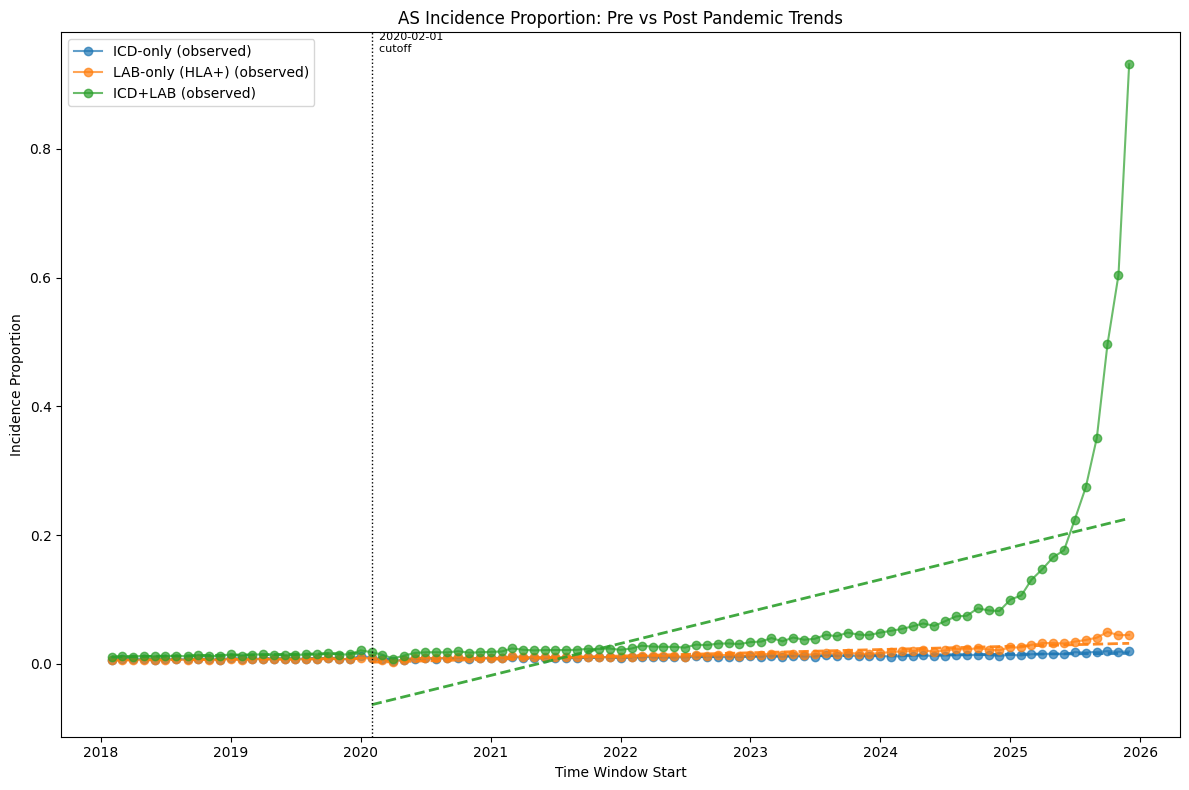 AS Incidence Proportion: Pre vs Post Pandemic Trends
ICD-only (observed)
LAB-only (HLA+) (observed)
ICD+LAB (observed)
2020-02-01
cutoff
Incidence Proportion
0.8
0.6
0.4
0.2
0.0
2018
2019
2020
2021
2022
2023
2024
2025
2026
Time Window Start